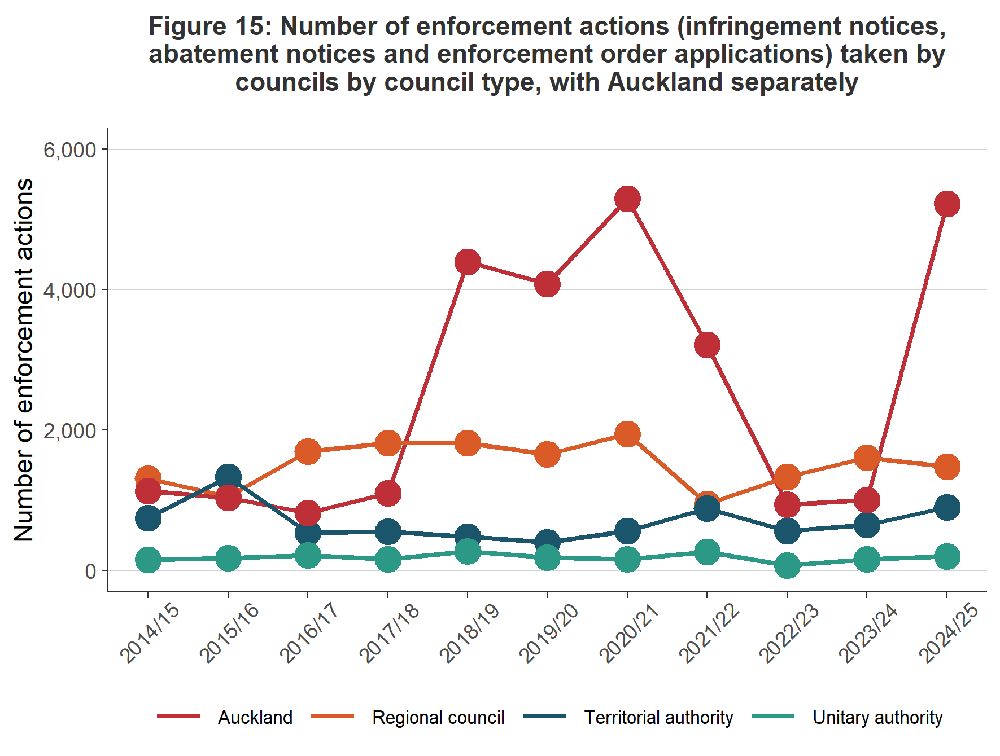 Figure 15: Number of enforcement actions (infringement notices,
abatement notices and enforcement order applications) taken by
councils by council type, with Auckland separately
Number of enforcement actions
6,000
4,000
2,000
0
2014/15
2015/16
2016/17
2017/18
2018/19
2019/20
2020/21
2021/22
2022/23
2023/24
2024/25
Auckland
Regional council
Territorial authority
Unitary authority